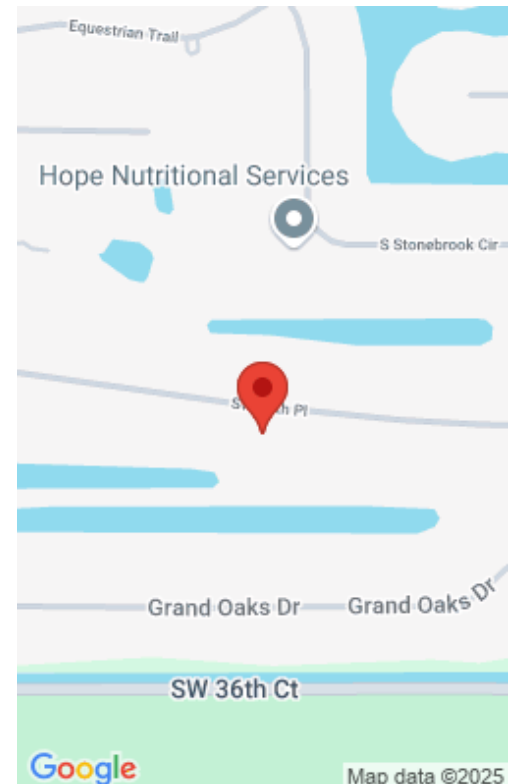 Equestrian Trail
Hope Nutritional Services
S Stonebrook Cir
Pl
Grand Oaks Dr
Grand Oaks Dr
SW 36th Ct
Google
Map data ©2025